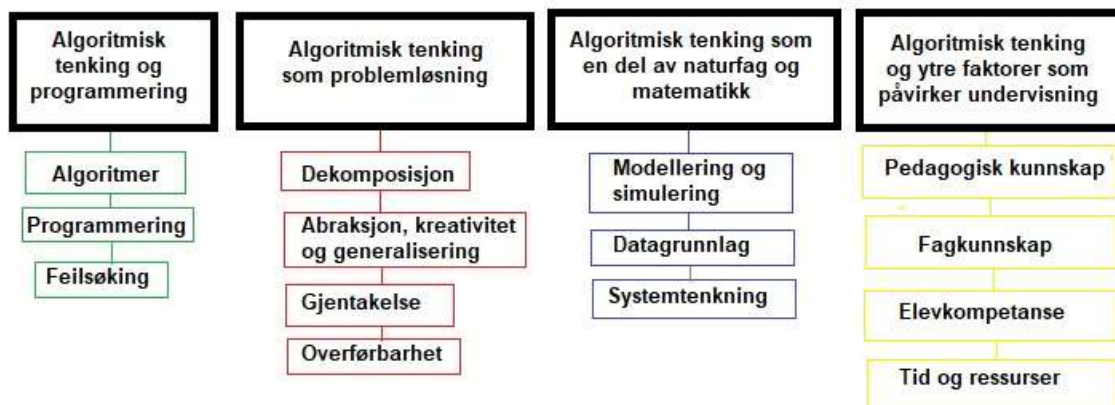 Algoritmisk
tenking og
programmering
Algoritmer
Programmering
Feilsøking
Algoritmisk tenking
som problemløsning
Dekomposisjon
Abraksjon, kreativitet
og generalisering
Gjentakelse
Overførbarhet
Algoritmisk tenking som
en del av naturfag og
matematikk
Modellering og
simulering
Datagrunnlag
Systemtenkning
Algoritmisk tenking
og ytre faktorer som
påvirker undervisning
Pedagogisk kunnskap
Fagkunnskap
Elevkompetanse
Tid og ressurser